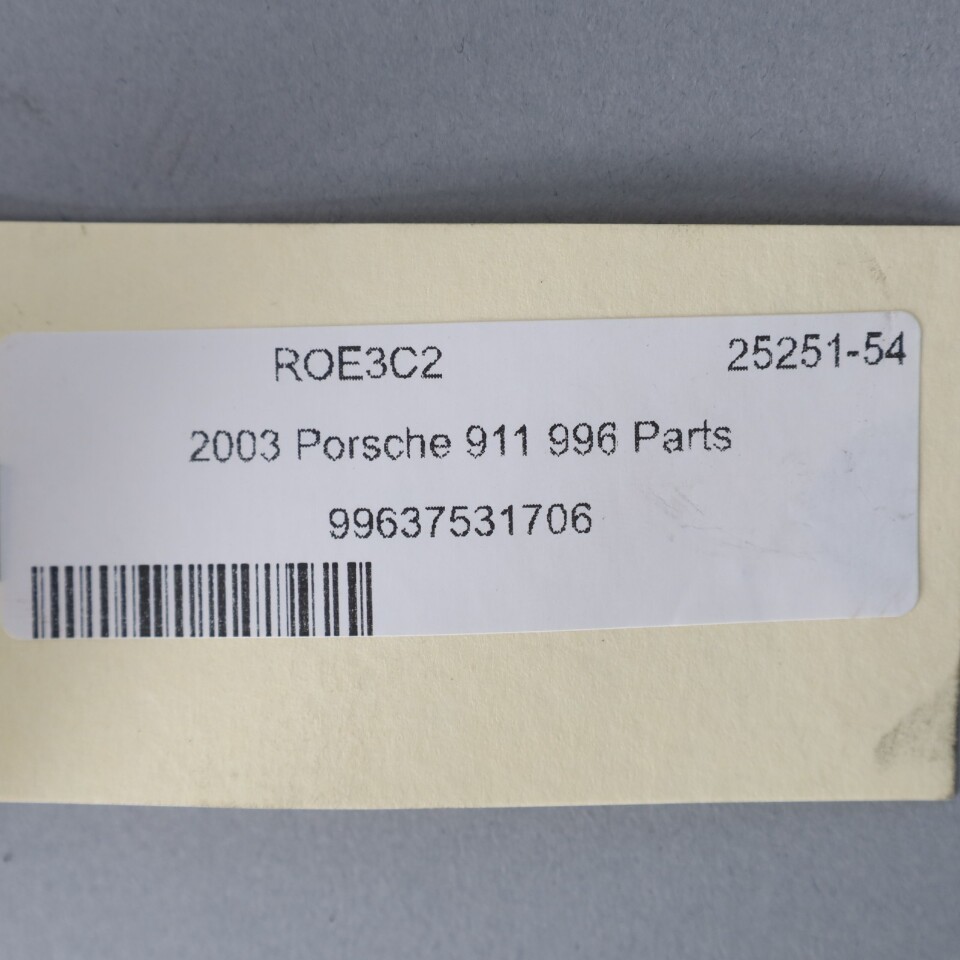 ROE3C2 25251-54
2003 Porsche 911 996 Parts
99637531706